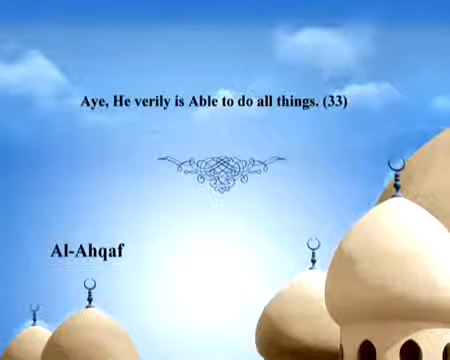 Aye, He verily is Able to do all things. (33)
Al-Ahqaf